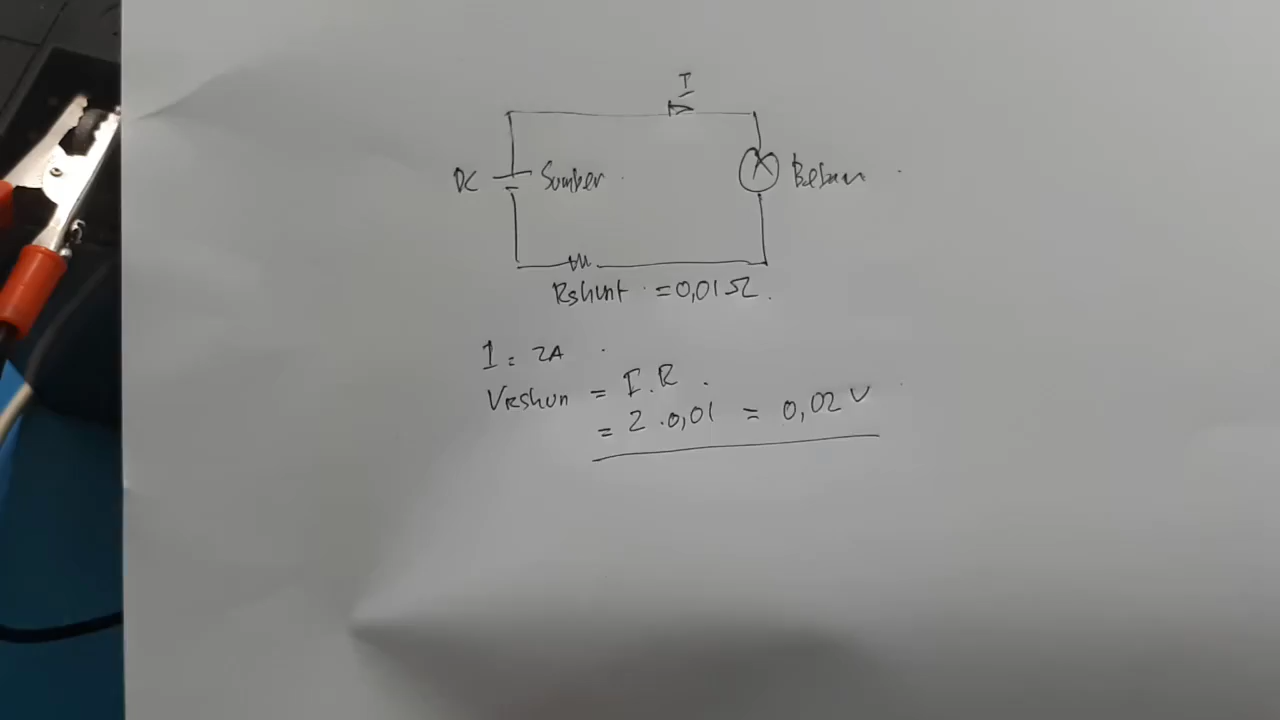 I
DC Sumber
Beban
Rshunt = 0,01Ω
I = 2A
VRshun = I.R
= 2.0,01 = 0,02 V